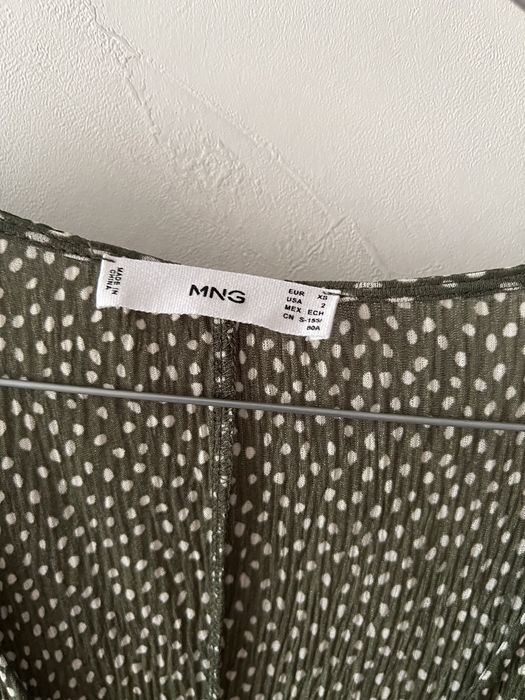 MADE IN
CHINA
MNG
EUR XS
USA 2
MEX ECH
CN S-155/
80A